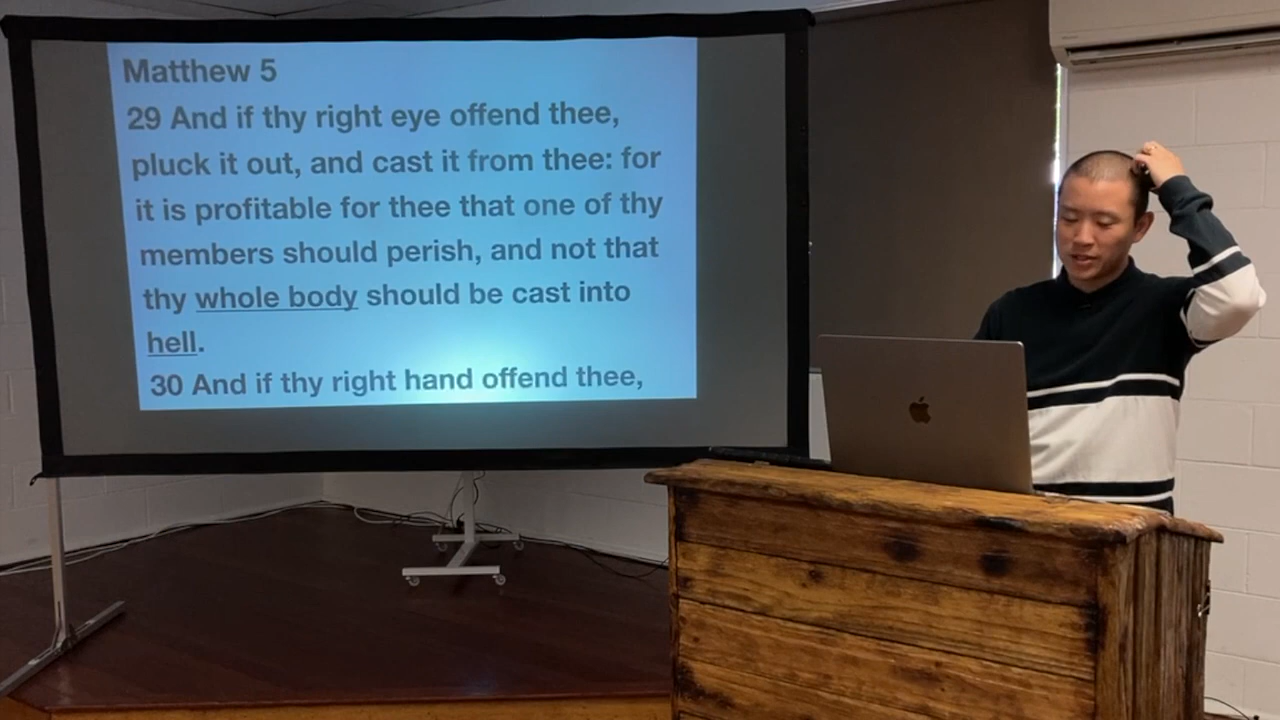 Matthew 5
29 And if thy right eye offend thee,
pluck it out, and cast it from thee: for
it is profitable for thee that one of thy
members should perish, and not that
thy whole body should be cast into
hell.
30 And if thy right hand offend thee,